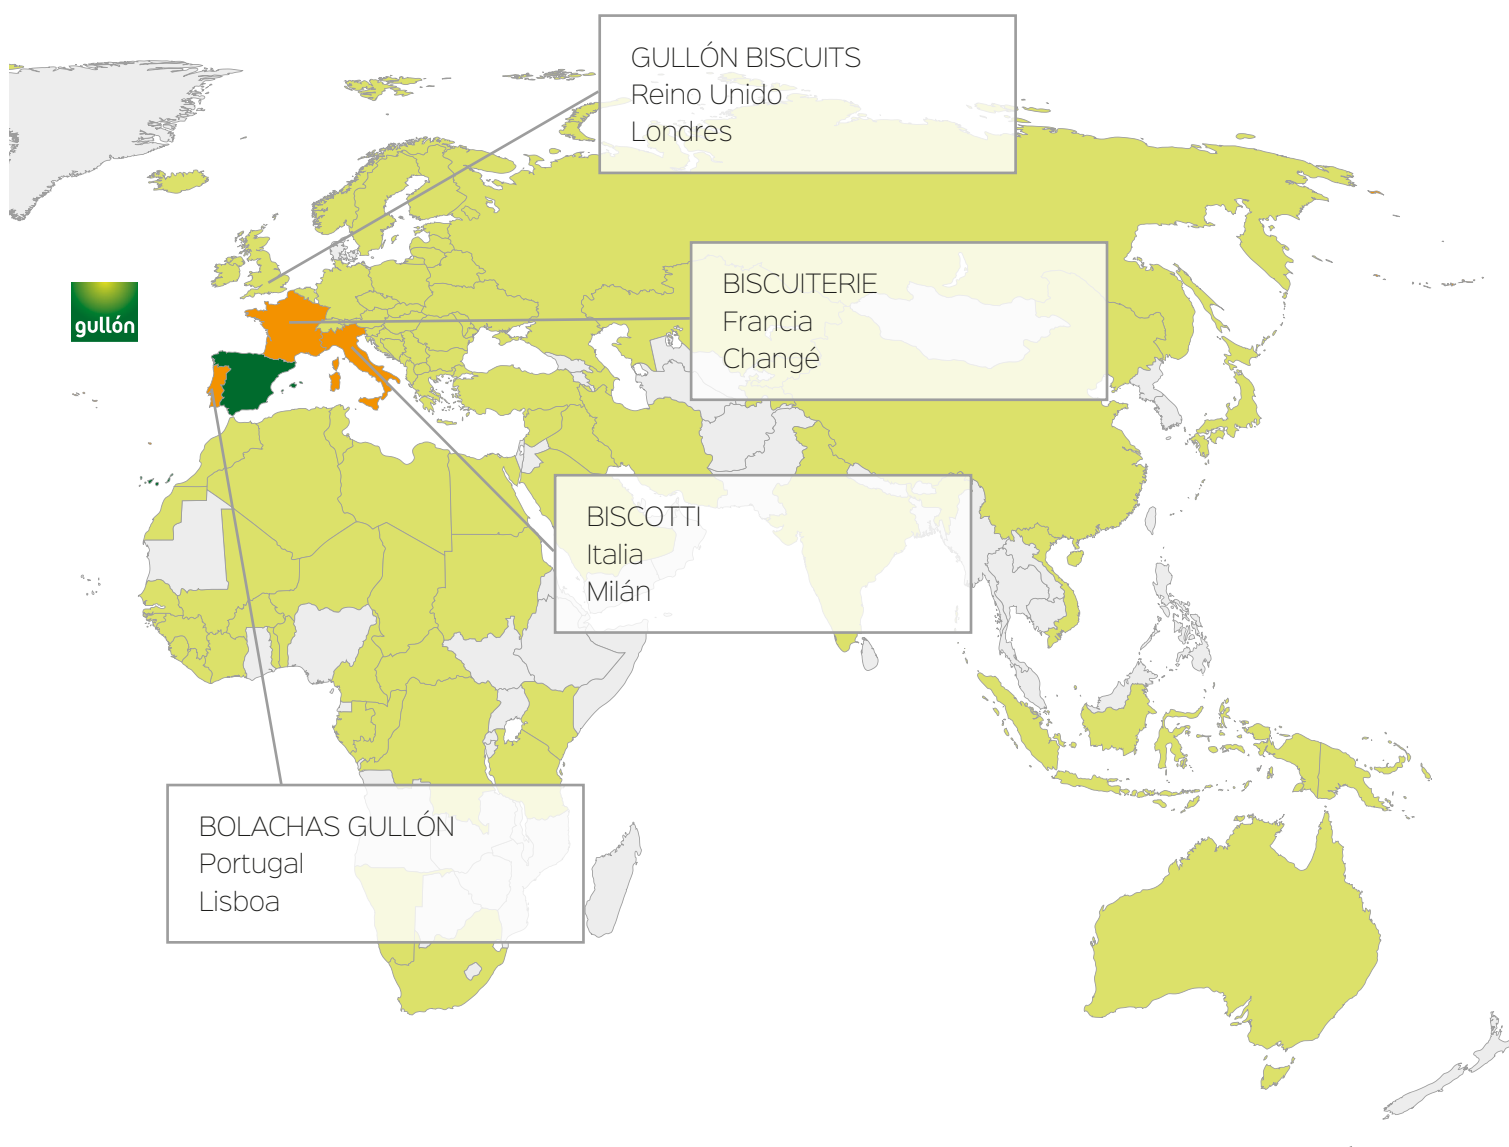 GULLÓN BISCUITS
Reino Unido
Londres
gullón
BISCUITERIE
Francia
Changé
BISCOTTI
Italia
Milán
BOLACHAS GULLÓN
Portugal
Lisboa